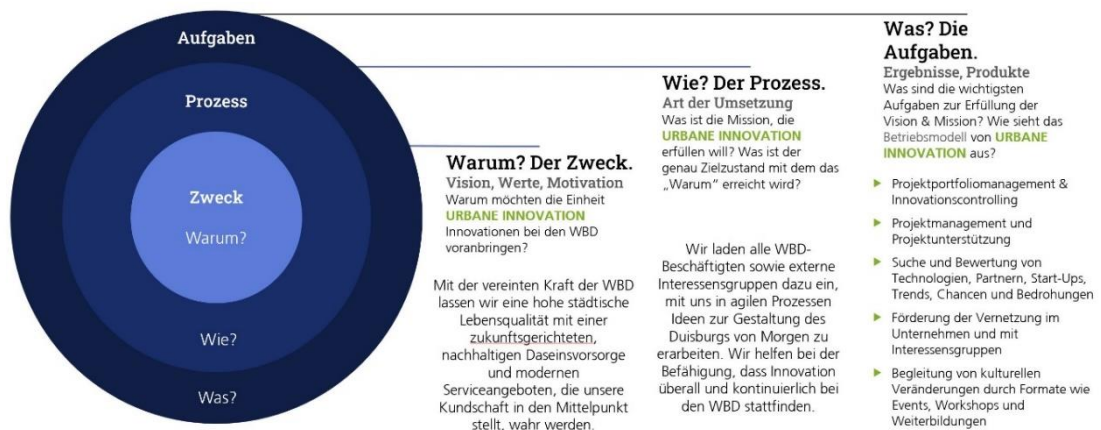 Aufgaben
Prozess
Zweck
Warum?
Wie?
Was?
Warum? Der Zweck.
Vision, Werte, Motivation
Warum möchten die Einheit
URBANE INNOVATION
Innovationen bei den WBD
voranbringen?
Mit der vereinten Kraft der WBD
lassen wir eine hohe städtische
Lebensqualität mit einer
zukunftsgerichteten,
nachhaltigen Daseinsvorsorge
und modernen
Serviceangeboten, die unsere
Kundschaft in den Mittelpunkt
stellt, wahr werden.
Wie? Der Prozess.
Art der Umsetzung
Was ist die Mission, die
URBANE INNOVATION
erfüllen will? Was ist der
genau Zielzustand mit dem das
„Warum“ erreicht wird?
Wir laden alle WBD-
Beschäftigten sowie externe
Interessensgruppen dazu ein,
mit uns in agilen Prozessen
Ideen zur Gestaltung des
Duisburgs von Morgen zu
erarbeiten. Wir helfen bei der
Befähigung, dass Innovation
überall und kontinuierlich bei
den WBD stattfinden.
Was? Die
Aufgaben.
Ergebnisse, Produkte
Was sind die wichtigsten
Aufgaben zur Erfüllung der
Vision & Mission? Wie sieht das
Betriebsmodell von URBANE
INNOVATION aus?
Projektportfoliomanagement &
Innovationscontrolling
Projektmanagement und
Projektunterstützung
Suche und Bewertung von
Technologien, Partnern, Start-Ups,
Trends, Chancen und Bedrohungen
Förderung der Vernetzung im
Unternehmen und mit
Interessensgruppen
Begleitung von kulturellen
Veränderungen durch Formate wie
Events, Workshops und
Weiterbildungen